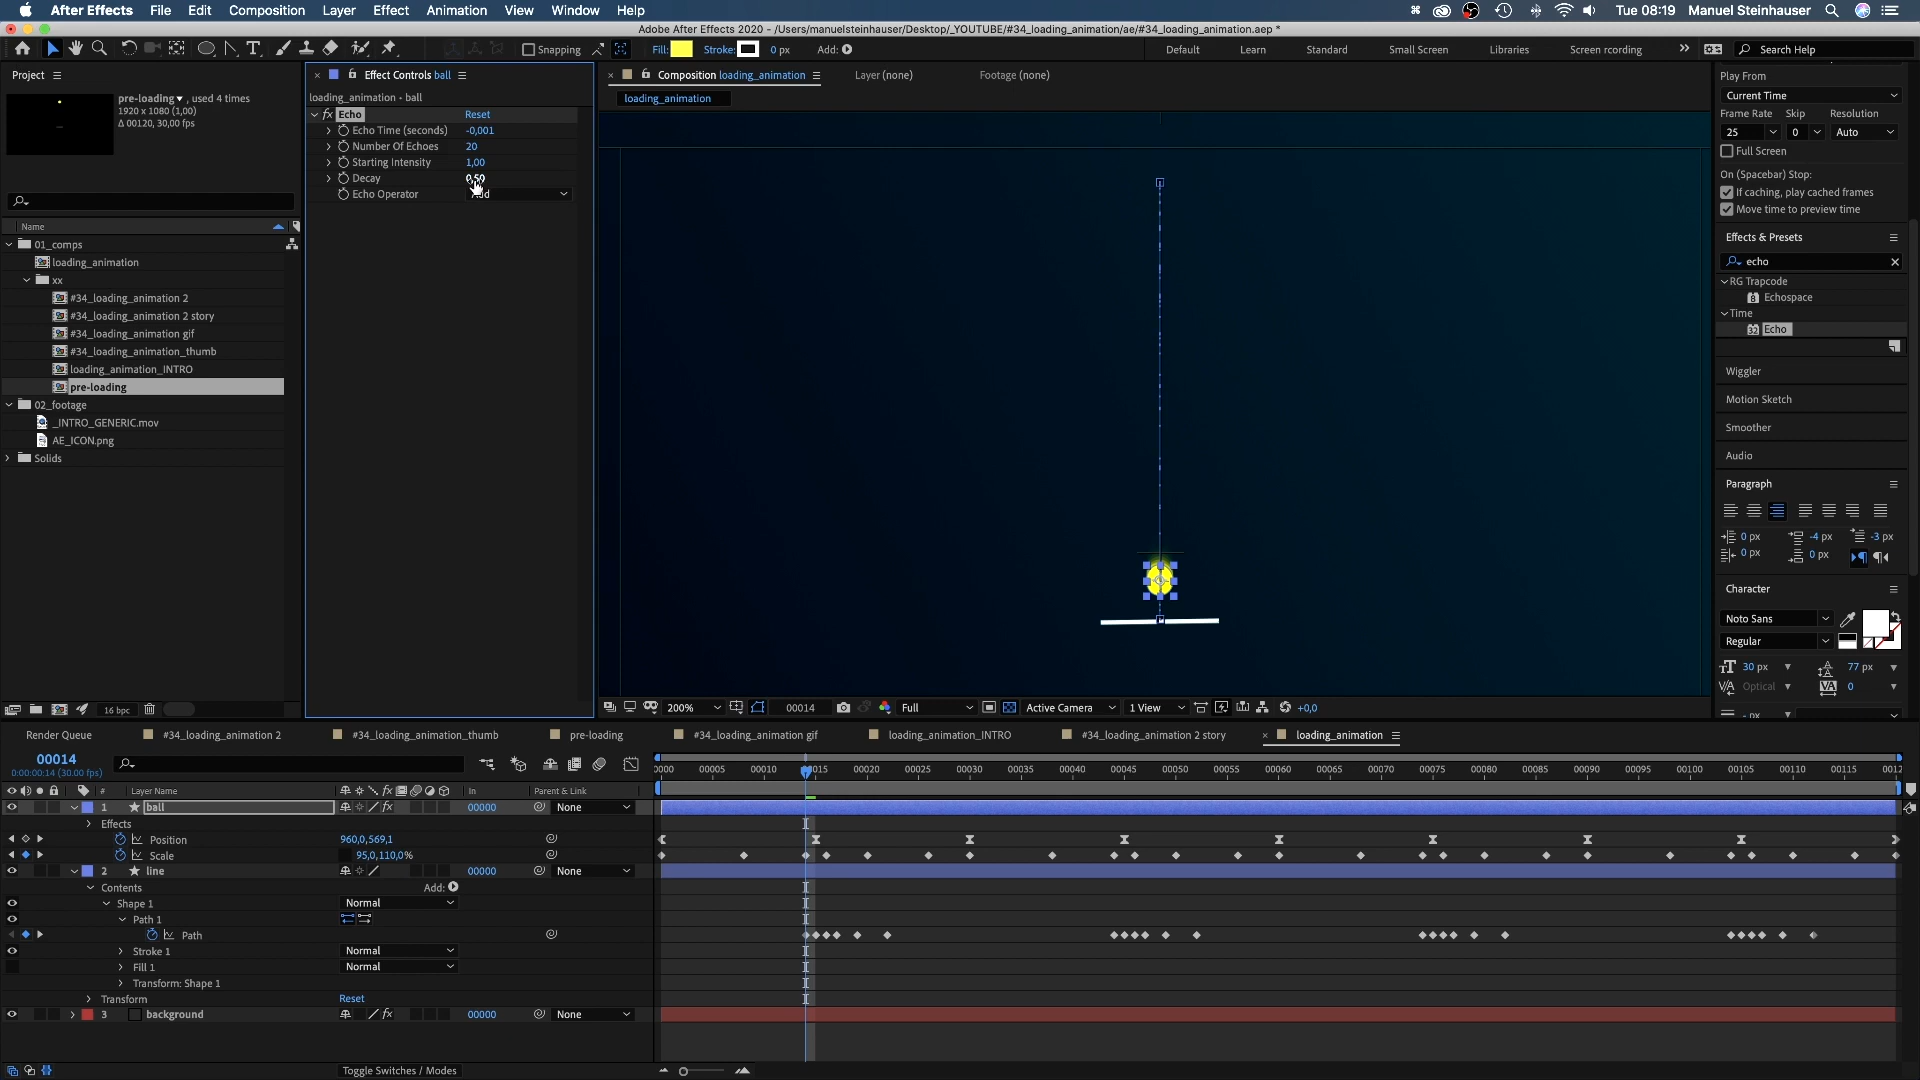 After Effects File Edit Composition Layer Effect Animation View Window Help Tue 08:19 Manuel Steinhauser
Adobe After Effects 2020 - /Users/manuelsteinhauser/Desktop/_YOUTUBE/#34_loading_animation/ae/#34_loading_animation.aep *
Snapping Fill: Stroke: 0 px Add: Default Learn Standard Small Screen Libraries Screen rcording Search Help
Project
pre-loading, used 4 times
1920 x 1080 (1,00)
Δ 00120, 30,00 fps
Name
01_comps
loading_animation
xx
#34_loading_animation 2
#34_loading_animation 2 story
#34_loading_animation gif
#34_loading_animation_thumb
loading_animation_INTRO
pre-loading
02_footage
_INTRO_GENERIC.mov
AE_ICON.png
Solids
16 bpc
Effect Controls ball
loading_animation • ball
fx Echo Reset
Echo Time (seconds) -0,001
Number Of Echoes 20
Starting Intensity 1,00
Decay 0,50
Echo Operator Add
Composition loading_animation Layer (none) Footage (none)
loading_animation
200% 00014 Full Active Camera 1 View +0,0
Play From
Current Time
Frame Rate Skip Resolution
25 0 Auto
Full Screen
On (Spacebar) Stop:
If caching, play cached frames
Move time to preview time
Effects & Presets
echo
RG Trapcode
Echospace
Time
Echo
Wiggler
Motion Sketch
Smoother
Audio
Paragraph
0 px -4 px -3 px
0 px 0 px
Character
Noto Sans
Regular
30 px 77 px
Optical 0
- px
Render Queue #34_loading_animation 2 #34_loading_animation_thumb pre-loading #34_loading_animation gif loading_animation_INTRO #34_loading_animation 2 story loading_animation
00014
0:00:00:14 (30.00 fps)
0000 00005 00010 00015 00020 00025 00030 00035 00040 00045 00050 00055 00060 00065 00070 00075 00080 00085 00090 00095 00100 00105 00110 00115 0012
# Layer Name fx In Parent & Link
1 ball fx 00000 None
Effects
Position 960,0,569,1
Scale 95,0,110,0%
2 line 00000 None
Contents Add:
Shape 1 Normal
Path 1
Path
Stroke 1 Normal
Fill 1 Normal
Transform: Shape 1
Transform Reset
3 background fx 00000 None
Toggle Switches / Modes